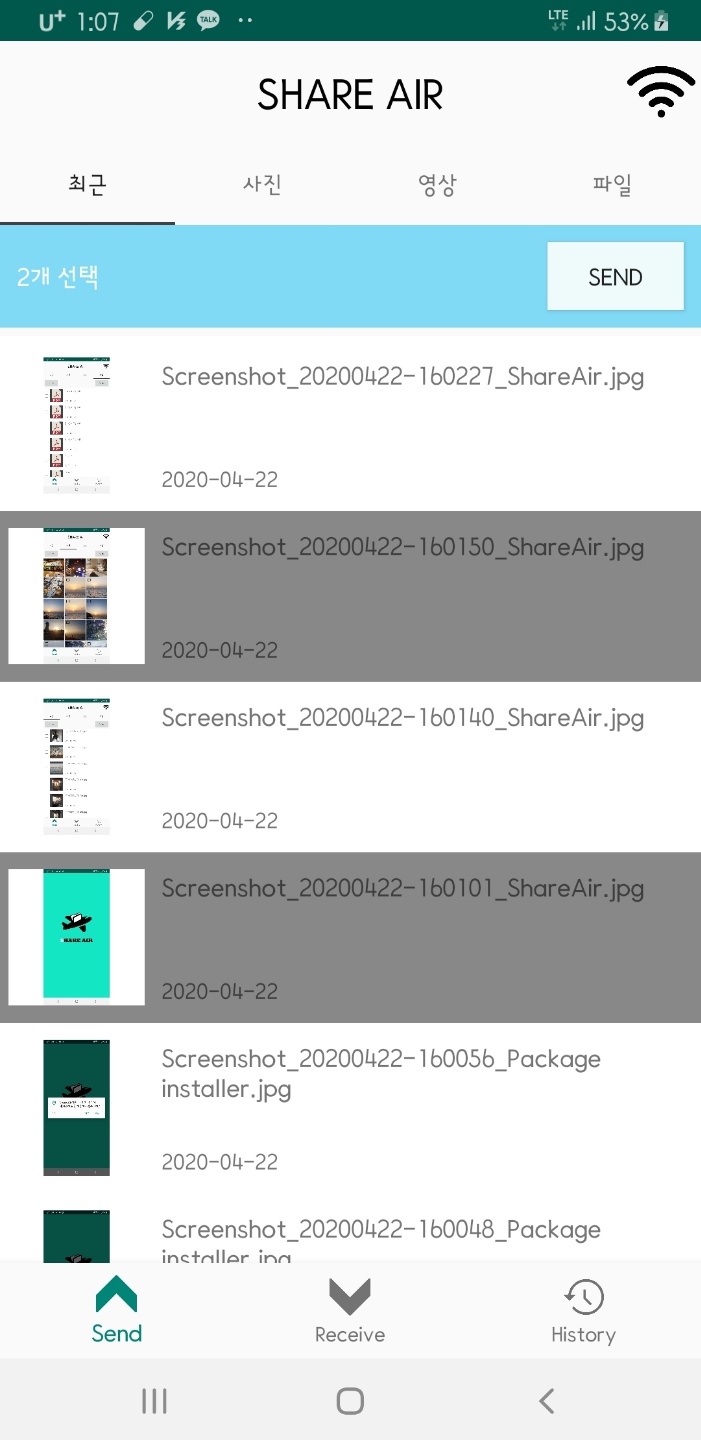 U+ 1:07 TALK LTE 53%
SHARE AIR
최근 사진 영상 파일
2개 선택 SEND
Screenshot_20200422-160227_ShareAir.jpg
2020-04-22
Screenshot_20200422-160150_ShareAir.jpg
2020-04-22
Screenshot_20200422-160140_ShareAir.jpg
2020-04-22
Screenshot_20200422-160101_ShareAir.jpg
SHARE AIR
2020-04-22
Screenshot_20200422-160056_Package
installer.jpg
2020-04-22
Screenshot_20200422-160048_Package
installer.jpg
Send Receive History